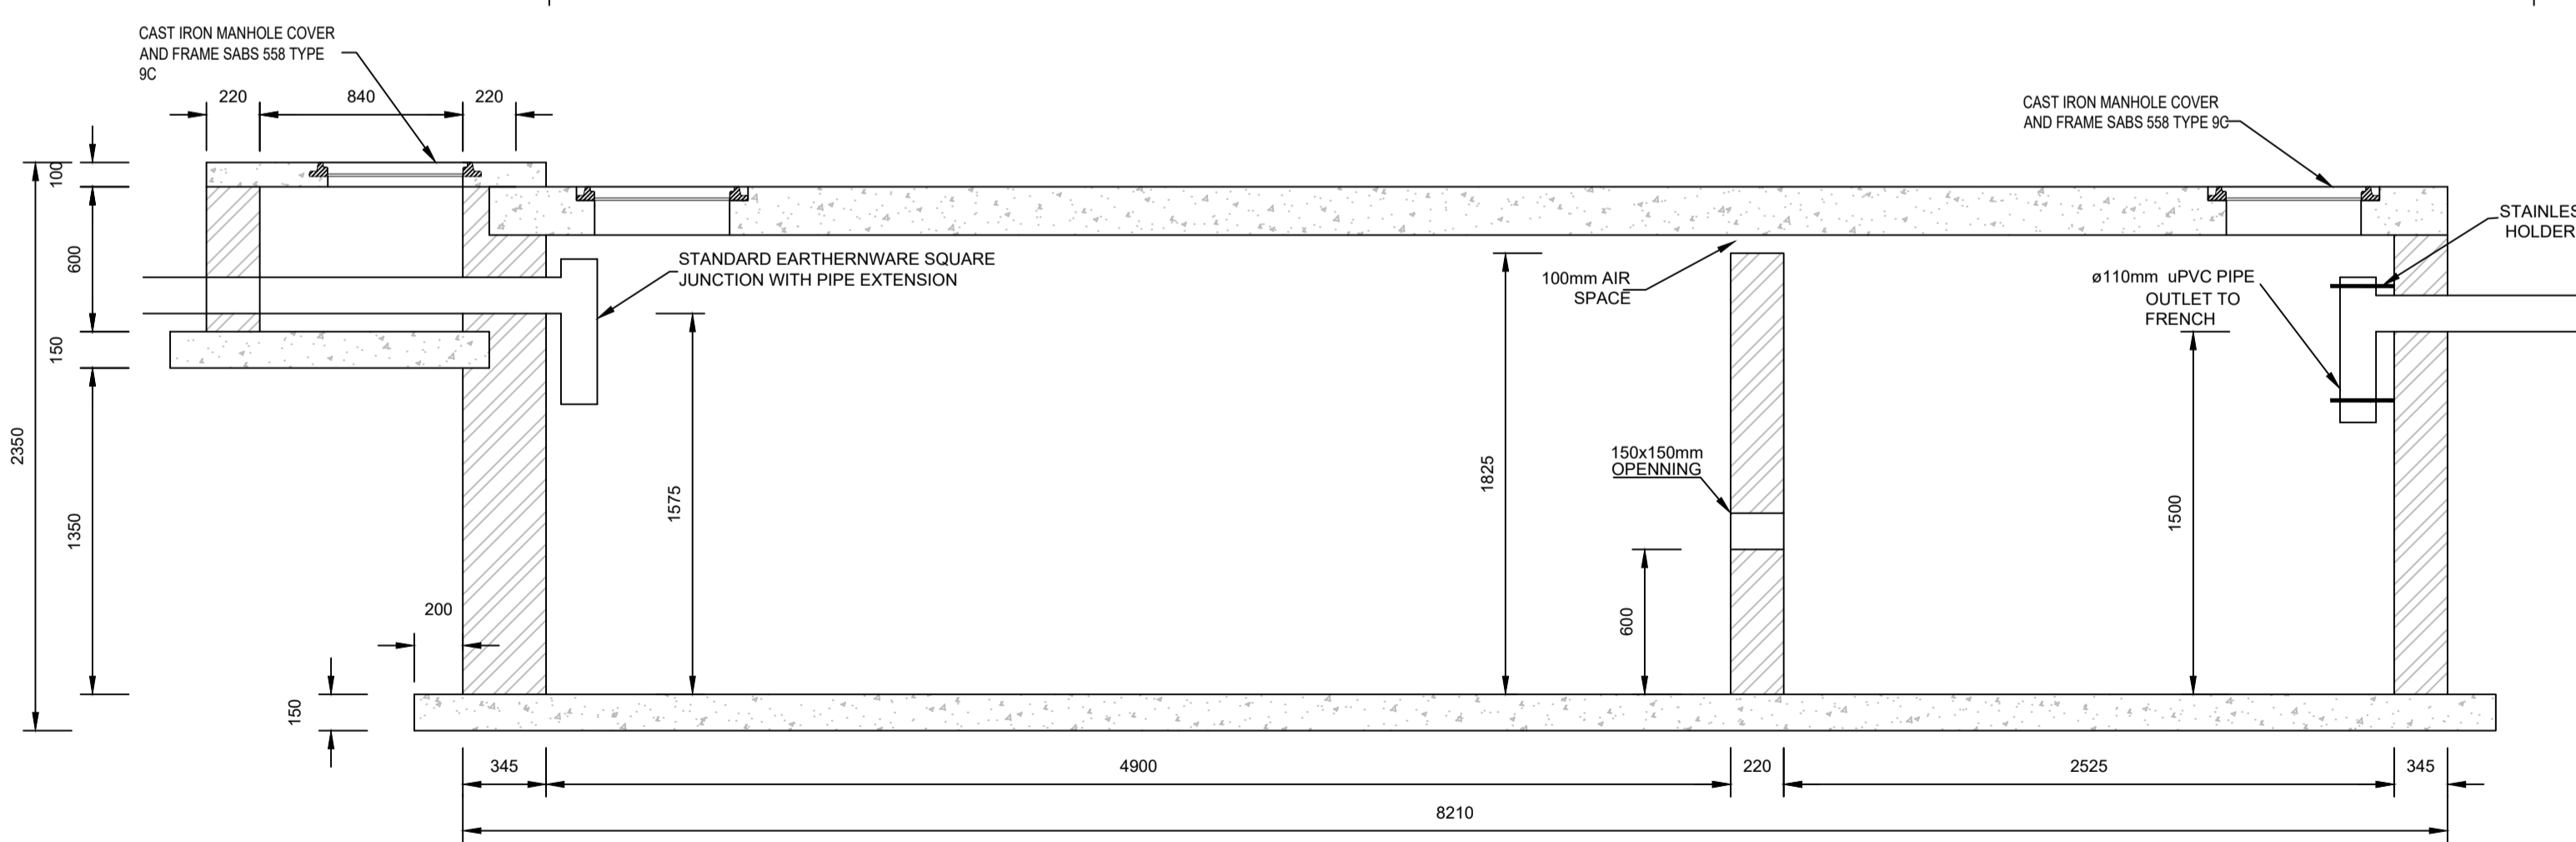 CAST IRON MANHOLE COVER
AND FRAME SABS 558 TYPE
9C
220
840
220
CAST IRON MANHOLE COVER
AND FRAME SABS 558 TYPE 9C
100
600
150
1350
2350
STANDARD EARTHERNWARE SQUARE
JUNCTION WITH PIPE EXTENSION
100mm AIR
SPACE
STAINLES
HOLDER
ø110mm uPVC PIPE
OUTLET TO
FRENCH
150x150mm
OPENNING
1575
1825
600
1500
200
150
345
4900
220
2525
345
8210